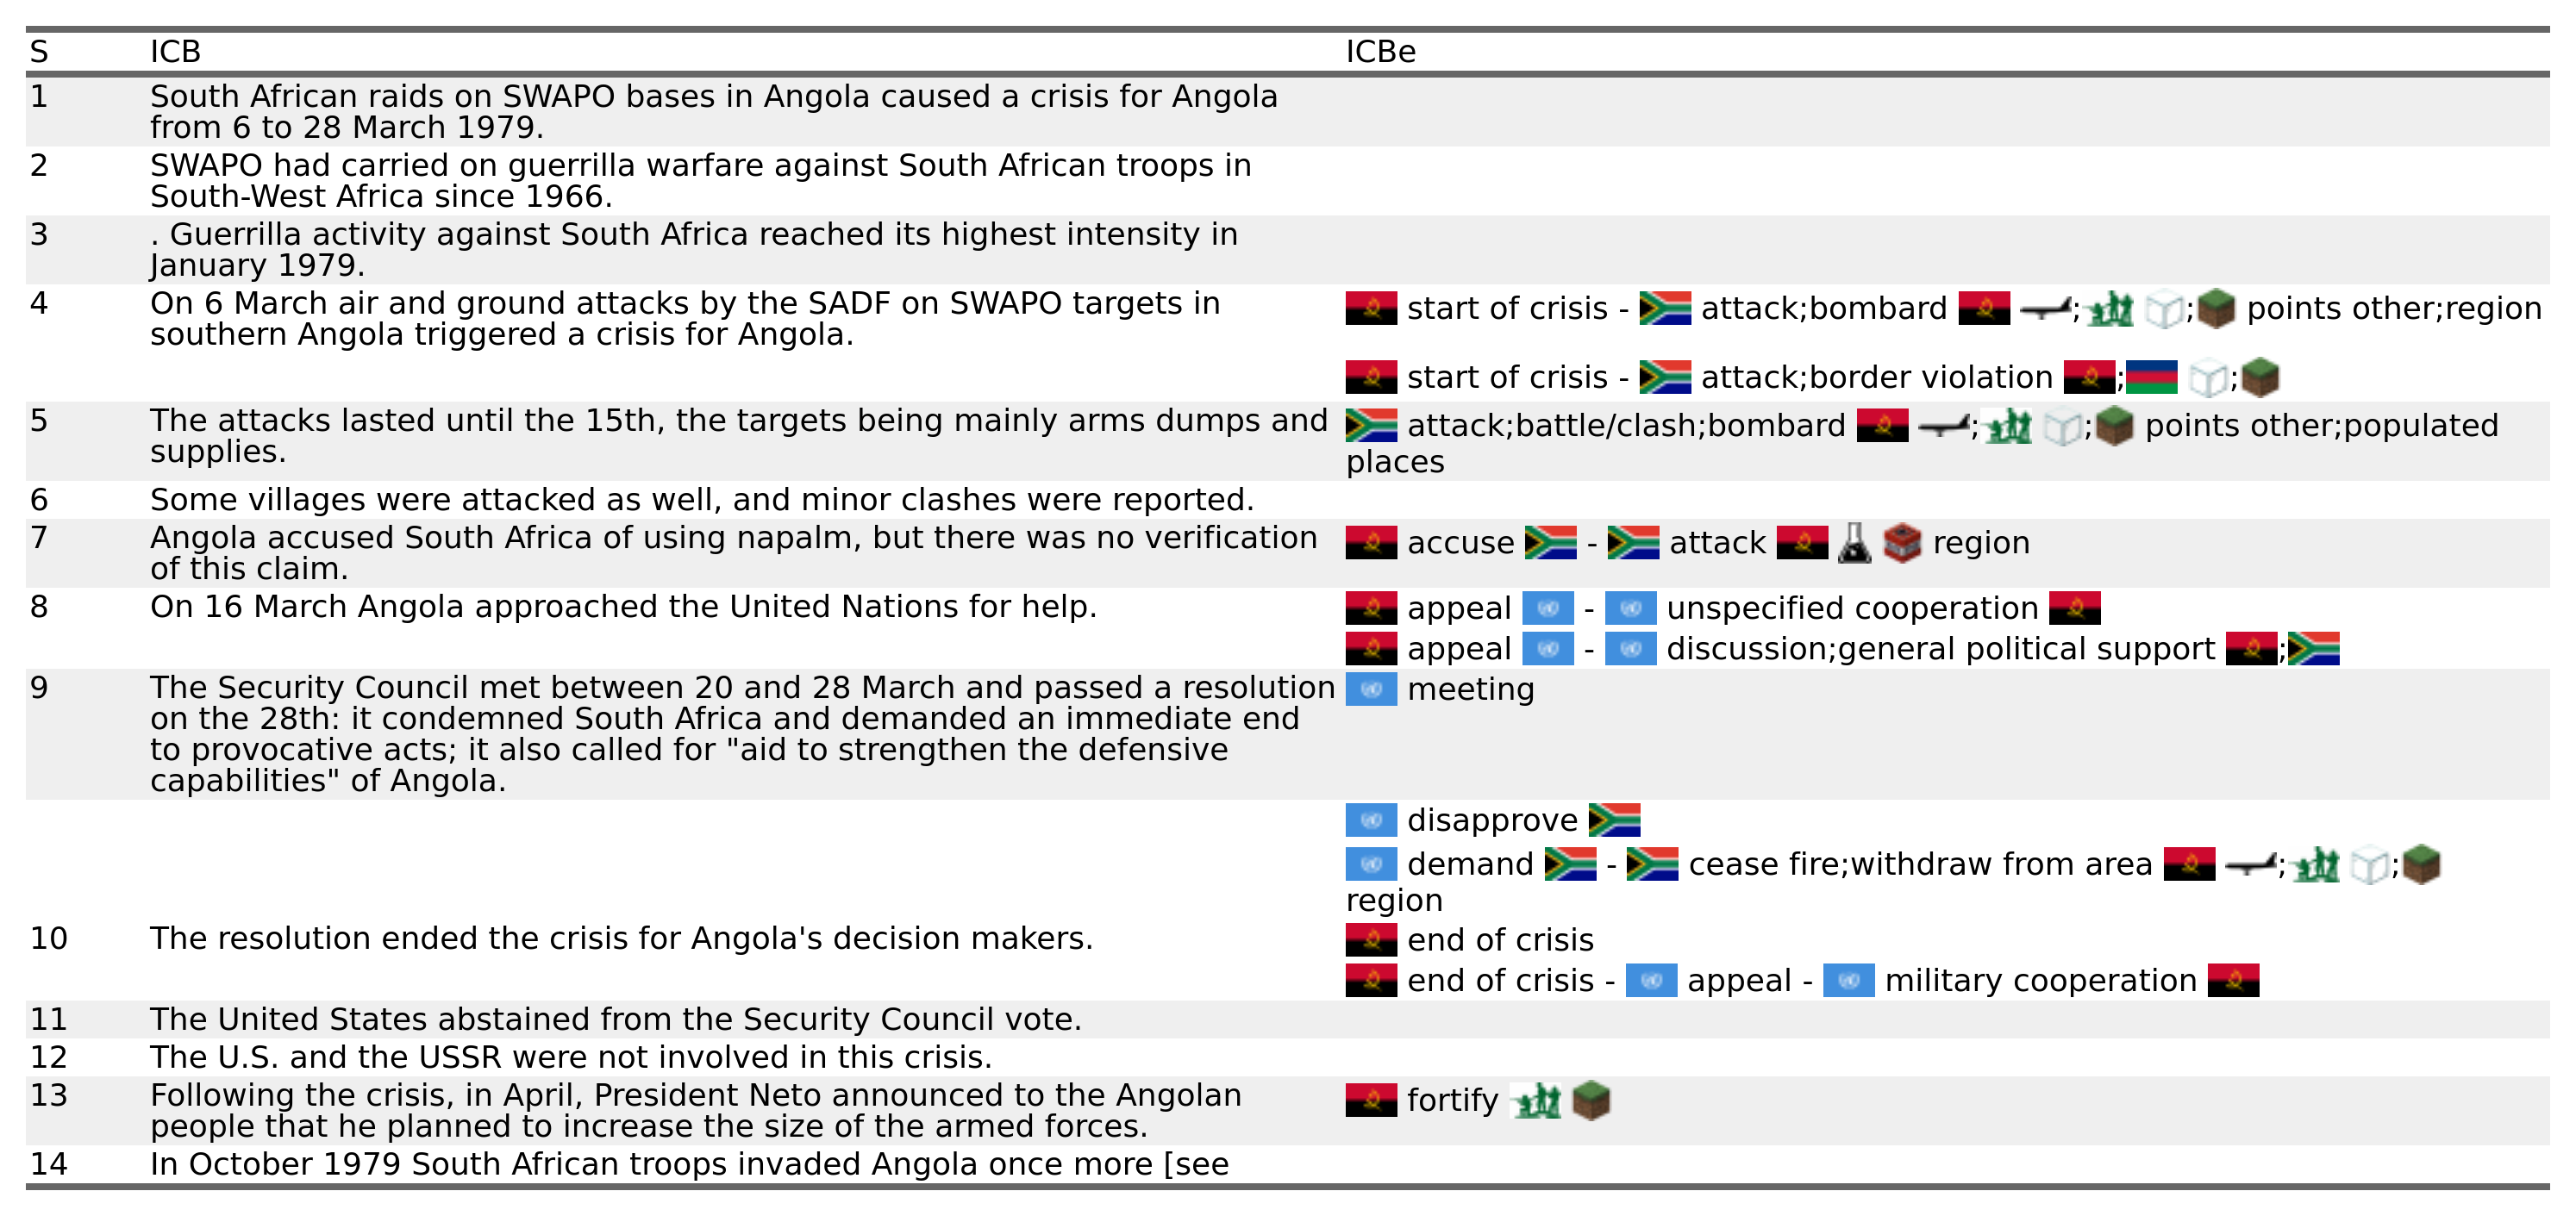 S ICB ICBe
1 South African raids on SWAPO bases in Angola caused a crisis for Angola
from 6 to 28 March 1979.
2 SWAPO had carried on guerrilla warfare against South African troops in
South-West Africa since 1966.
3 . Guerrilla activity against South Africa reached its highest intensity in
January 1979.
4 On 6 March air and ground attacks by the SADF on SWAPO targets in
southern Angola triggered a crisis for Angola.
start of crisis - attack;bombard ; ; points other;region
start of crisis - attack;border violation ; ;
5 The attacks lasted until the 15th, the targets being mainly arms dumps and
supplies.
attack;battle/clash;bombard ; ; points other;populated
places
6 Some villages were attacked as well, and minor clashes were reported.
7 Angola accused South Africa of using napalm, but there was no verification
of this claim.
accuse - attack region
8 On 16 March Angola approached the United Nations for help.
appeal - unspecified cooperation
appeal - discussion;general political support ;
9 The Security Council met between 20 and 28 March and passed a resolution
on the 28th: it condemned South Africa and demanded an immediate end
to provocative acts; it also called for "aid to strengthen the defensive
capabilities" of Angola.
meeting
disapprove
demand - cease fire;withdraw from area ; ;
region
10 The resolution ended the crisis for Angola's decision makers.
end of crisis
end of crisis - appeal - military cooperation
11 The United States abstained from the Security Council vote.
12 The U.S. and the USSR were not involved in this crisis.
13 Following the crisis, in April, President Neto announced to the Angolan
people that he planned to increase the size of the armed forces.
fortify
14 In October 1979 South African troops invaded Angola once more [see